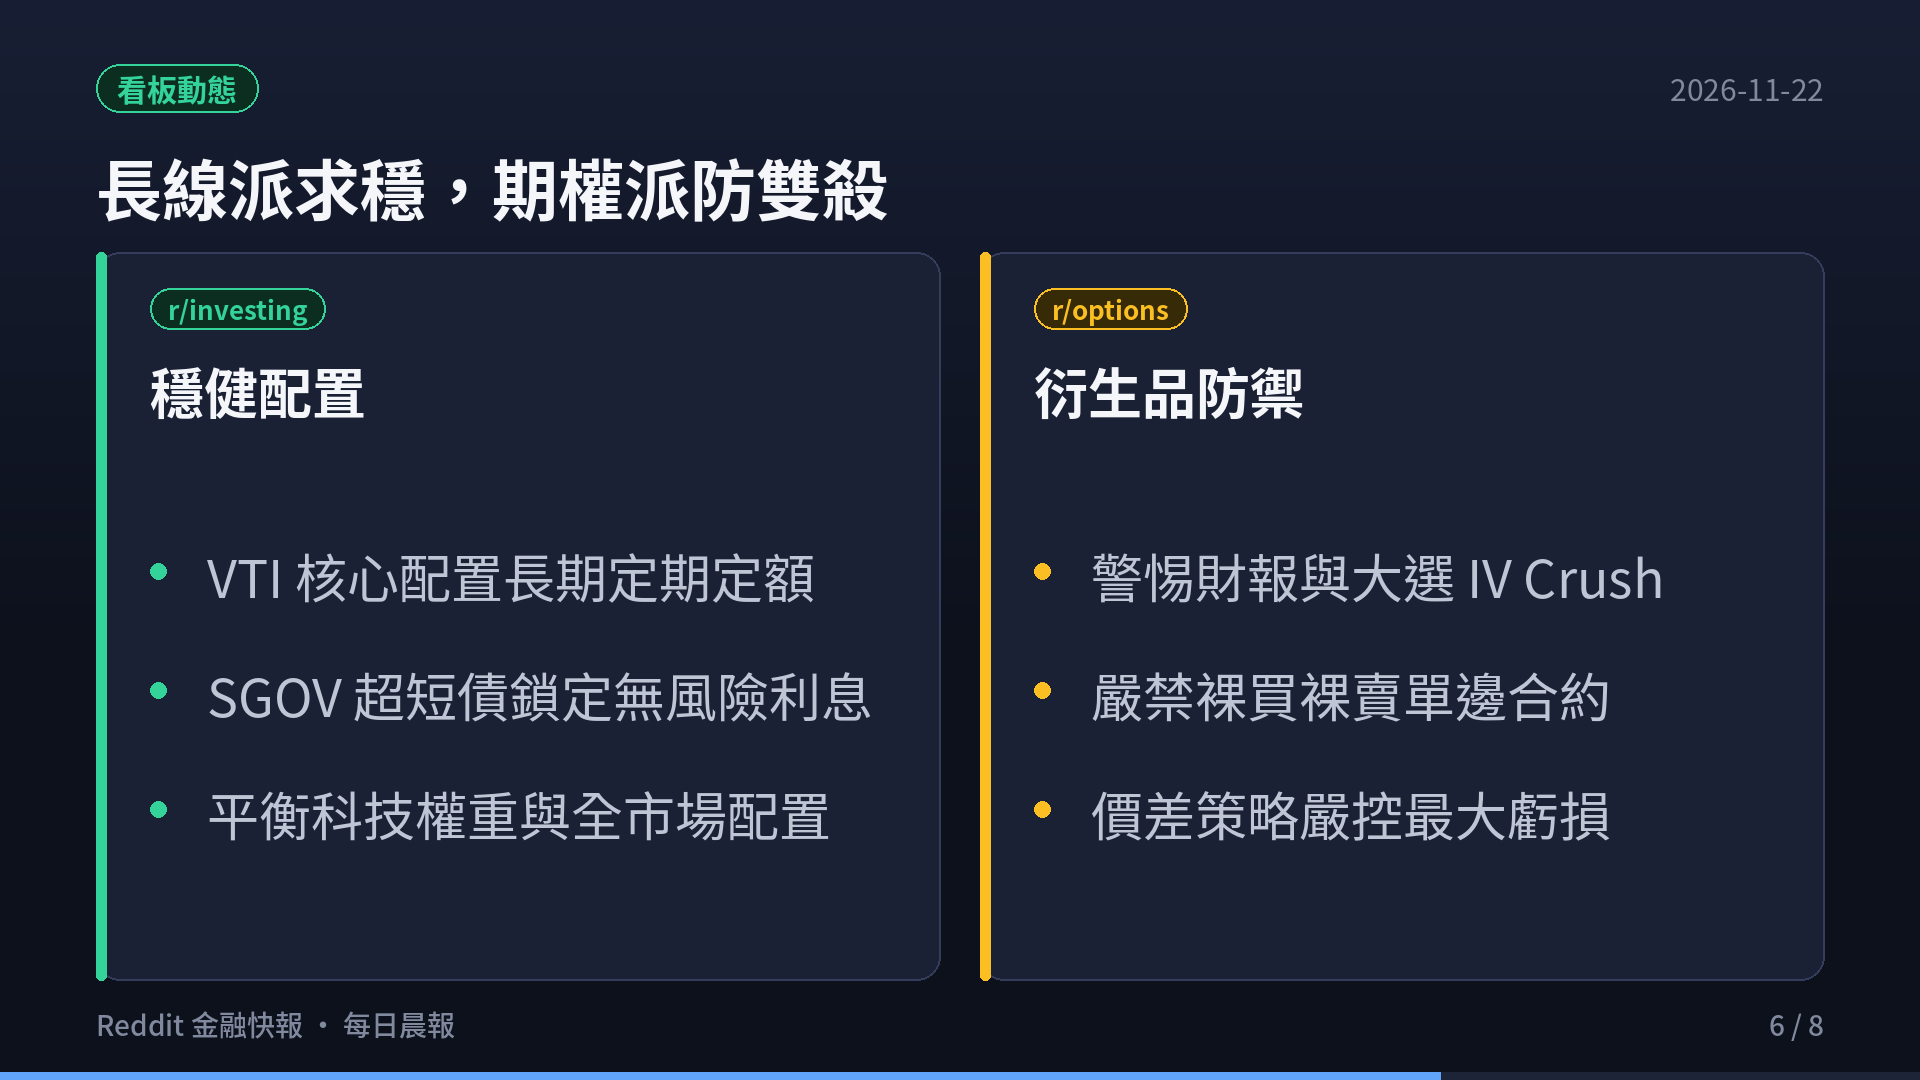 看板動態
2026-11-22
長線派求穩，期權派防雙殺
r/investing
穩健配置
VTI 核心配置長期定期定額
SGOV 超短債鎖定無風險利息
平衡科技權重與全市場配置
r/options
衍生品防禦
警惕財報與大選 IV Crush
嚴禁裸買裸賣單邊合約
價差策略嚴控最大虧損
Reddit 金融快報 • 每日晨報
6 / 8